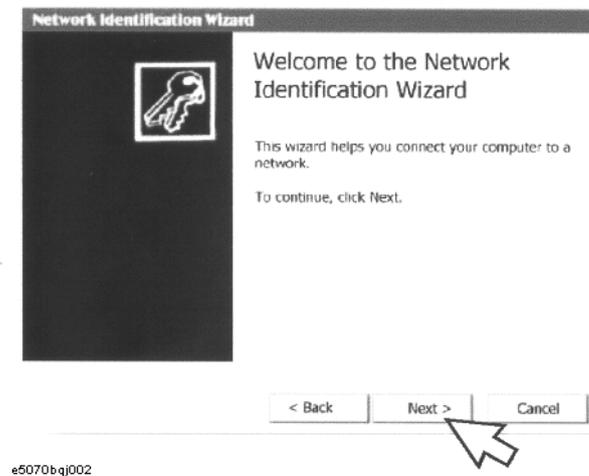 Network Identification Wizard
Welcome to the Network
Identification Wizard
This wizard helps you connect your computer to a
network.
To continue, click Next.
< Back
Next >
Cancel
e5070bqj002